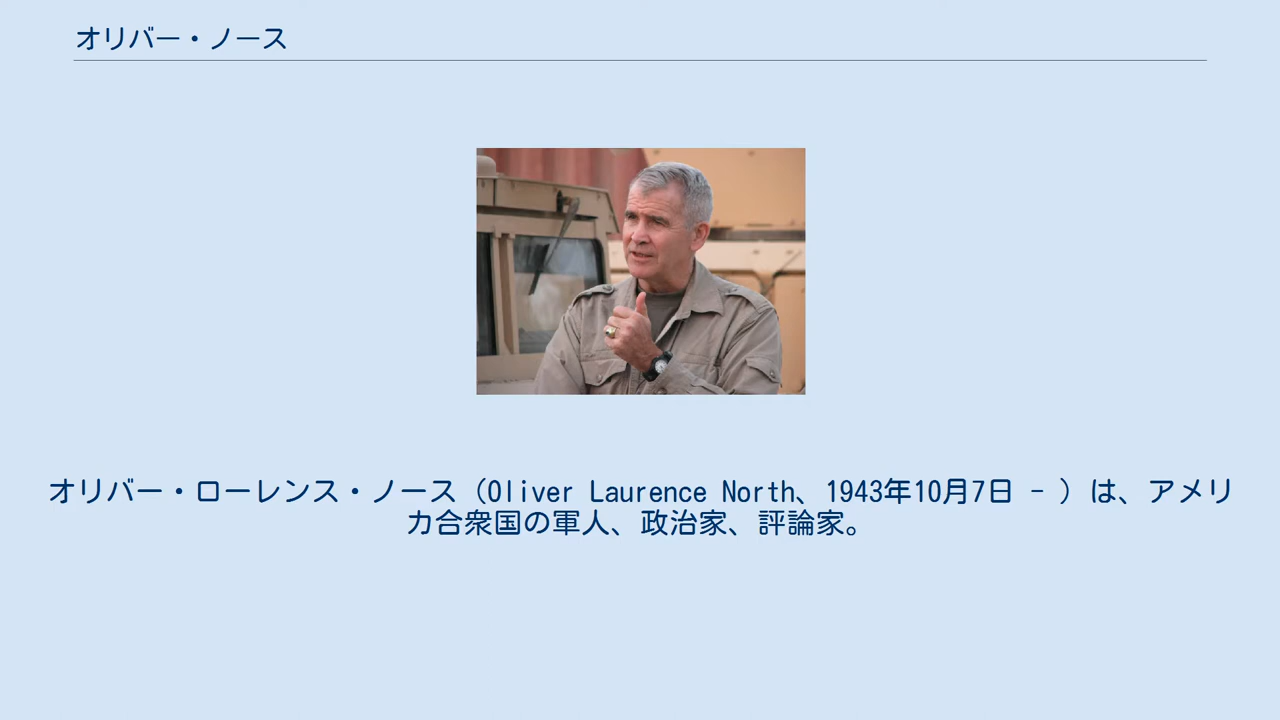 オリバー・ノース
オリバー・ローレンス・ノース（Oliver Laurence North、1943年10月7日 - ）は、アメリ
カ合衆国の軍人、政治家、評論家。